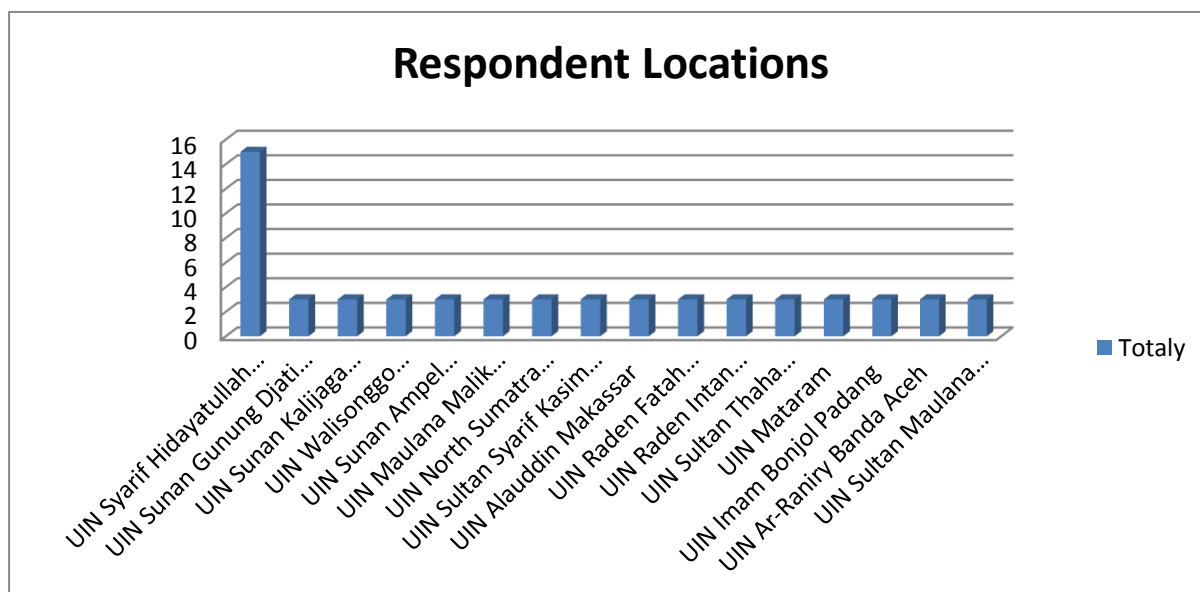 Respondent Locations
16
14
12
10
8
6
4
2
0
UIN Syarif Hidayatullah...
UIN Sunan Gunung Djati...
UIN Sunan Kalijaga...
UIN Walisonggo...
UIN Sunan Ampel...
UIN Maulana Malik...
UIN North Sumatra...
UIN Sultan Syarif Kasim...
UIN Alauddin Makassar
UIN Raden Fatah...
UIN Raden Intan...
UIN Sultan Thaha...
UIN Mataram
UIN Imam Bonjol Padang
UIN Ar-Raniry Banda Aceh
UIN Sultan Maulana...
Totaly